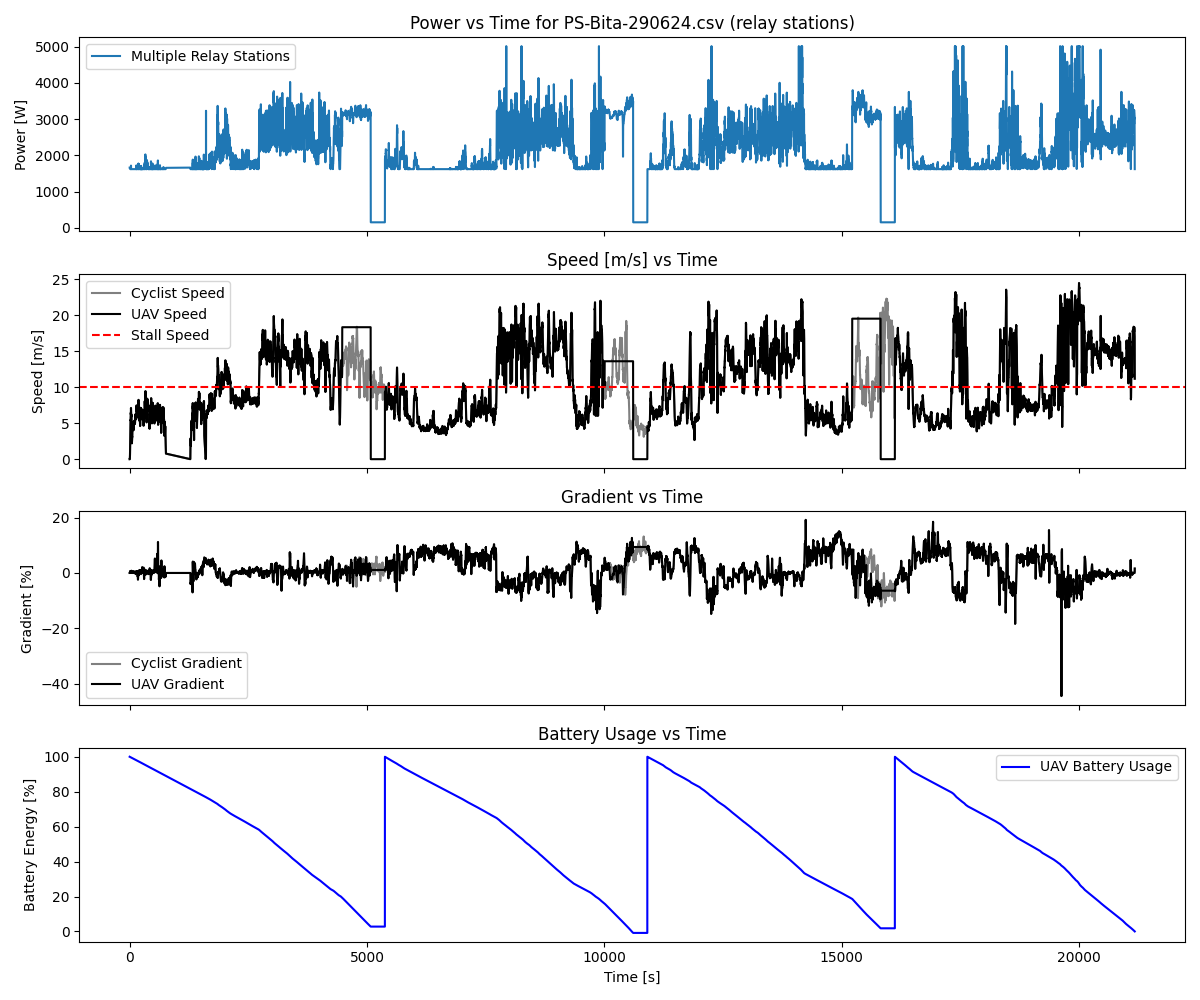 Power vs Time for PS-Bita-290624.csv (relay stations)
Multiple Relay Stations
Power [W]
5000
4000
3000
2000
1000
0
Speed [m/s] vs Time
Cyclist Speed
UAV Speed
Stall Speed
Speed [m/s]
25
20
15
10
5
0
Gradient vs Time
Cyclist Gradient
UAV Gradient
Gradient [%]
20
0
−20
−40
Battery Usage vs Time
UAV Battery Usage
Battery Energy [%]
100
80
60
40
20
0
0 5000 10000 15000 20000
Time [s]